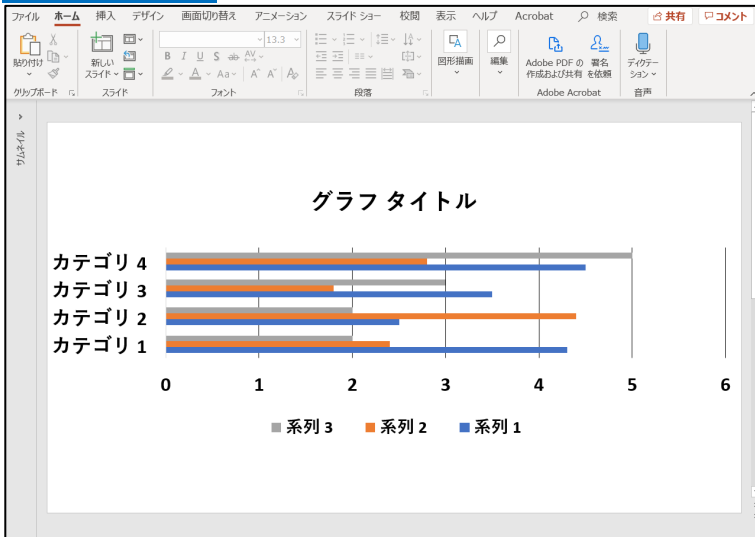 ファイル ホーム 挿入 デザイン 画面切り替え アニメーション スライド ショー 校閲 表示 ヘルプ Acrobat 検索 共有 コメント
貼り付け
新しい
スライド
13.3
B I U S ab AV
A Aa A A A
図形描画
編集
Adobe PDF の
作成および共有
署名
を依頼
ディクテー
ション
クリップボード スライド フォント 段落 Adobe Acrobat 音声
サムネイル
グラフ タイトル
カテゴリ 4
カテゴリ 3
カテゴリ 2
カテゴリ 1
0 1 2 3 4 5 6
系列 3 系列 2 系列 1